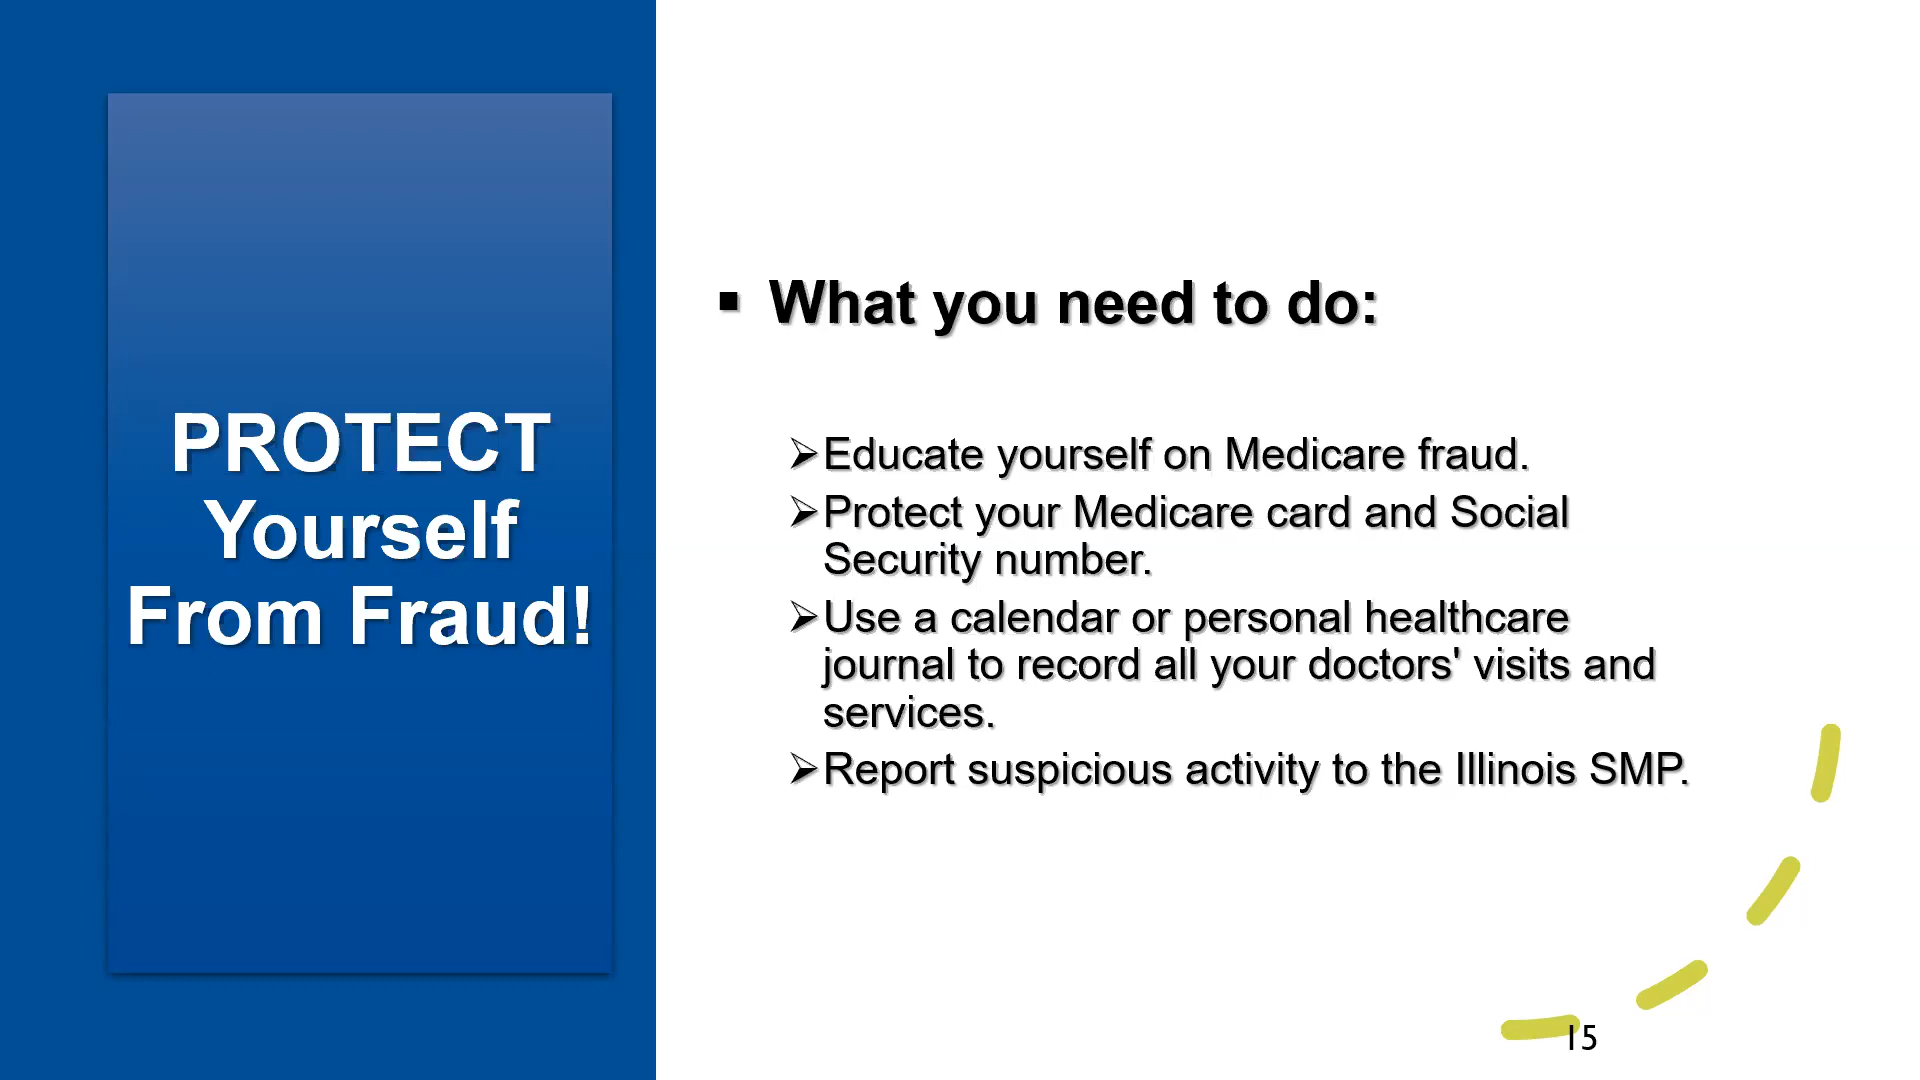 PROTECT
Yourself
From Fraud!
▪ What you need to do:
➢Educate yourself on Medicare fraud.
➢Protect your Medicare card and Social
Security number.
➢Use a calendar or personal healthcare
journal to record all your doctors' visits and
services.
➢Report suspicious activity to the Illinois SMP.
15